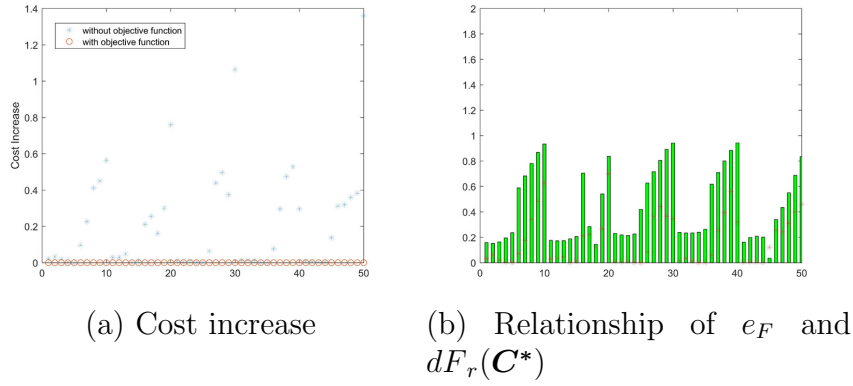 1.4
1.2
1
0.8
0.6
0.4
0.2
0
Cost Increase
without objective function
with objective function
0 10 20 30 40 50
2
1.8
1.6
1.4
1.2
1
0.8
0.6
0.4
0.2
0
0 10 20 30 40 50
(a) Cost increase
(b) Relationship of e_F and
dF_r(C*)